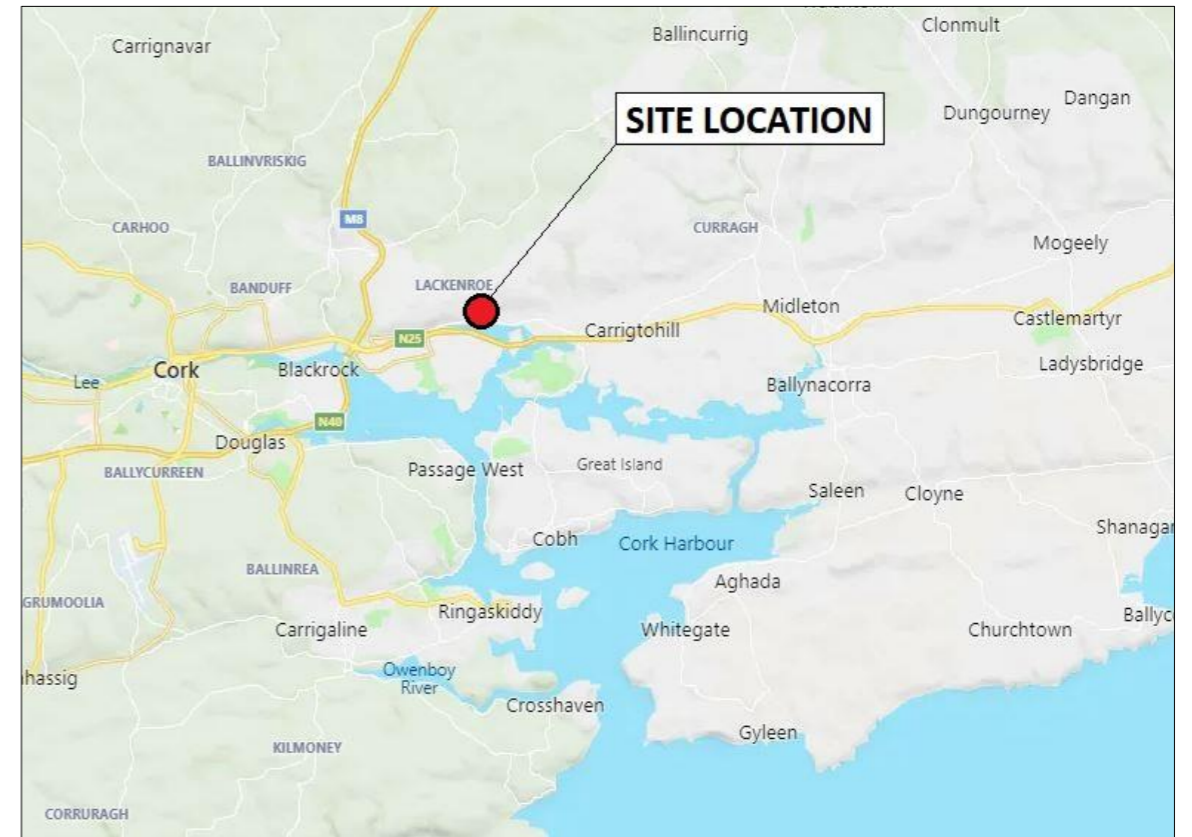 Clonmult
Ballincurrig
Carrignavar
Dangan
SITE LOCATION
Dungourney
BALLINVRISKIG
M8
CARHOO
CURRAGH
Mogeely
LACKENROE
BANDUFF
Midleton
Castlemartyr
Carrigtohill
N25
Cork
Blackrock
Ladysbridge
Lee
Ballynacorra
N40
Douglas
BALLYCURREEN
Passage West
Great Island
Saleen
Cloyne
Shanagar
Cobh
Cork Harbour
BALLINREA
Aghada
GRUMOOLIA
Ringaskiddy
Ballyc
Carrigaline
Whitegate
Churchtown
Owenboy
River
hassig
Crosshaven
Gyleen
KILMONEY
CORRURAGH